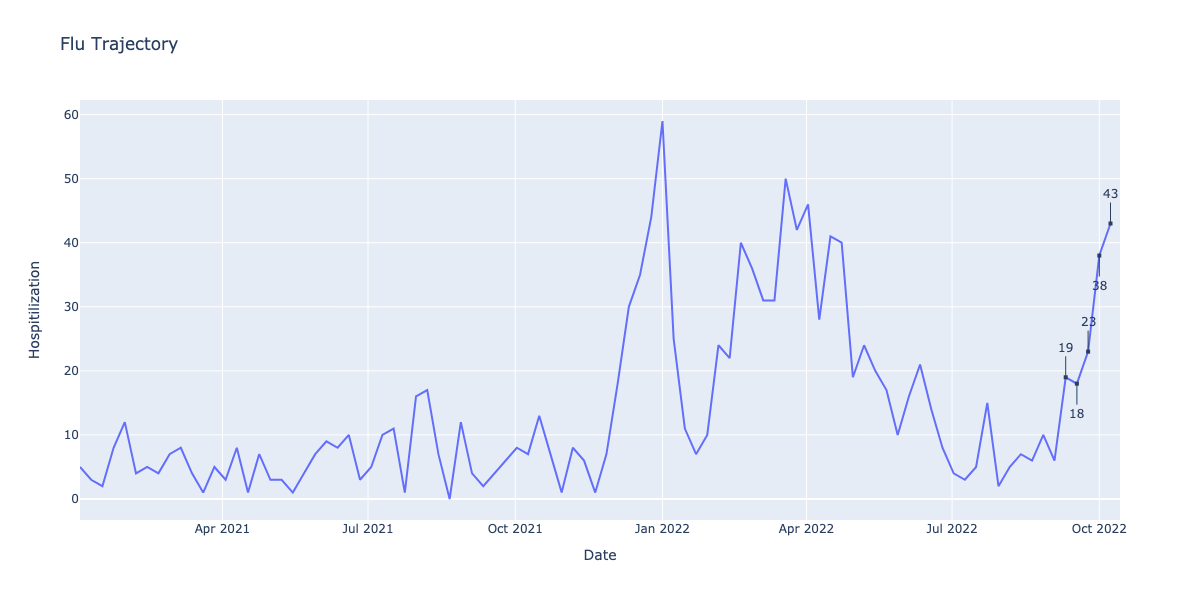 Flu Trajectory
60
50
40
30
20
10
0
Hospitilization
43
38
23
19
18
Apr 2021
Jul 2021
Oct 2021
Jan 2022
Apr 2022
Jul 2022
Oct 2022
Date